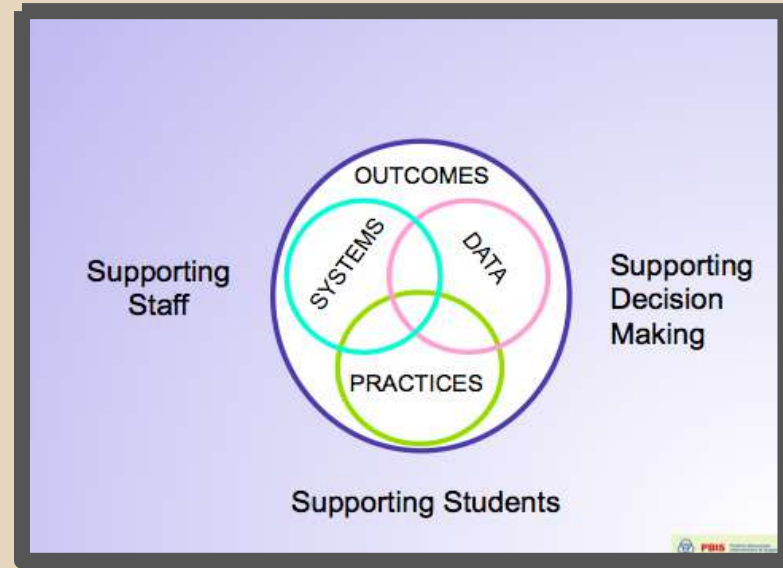 OUTCOMES
SYSTEMS
DATA
PRACTICES
Supporting
Staff
Supporting
Decision
Making
Supporting Students
PBIS